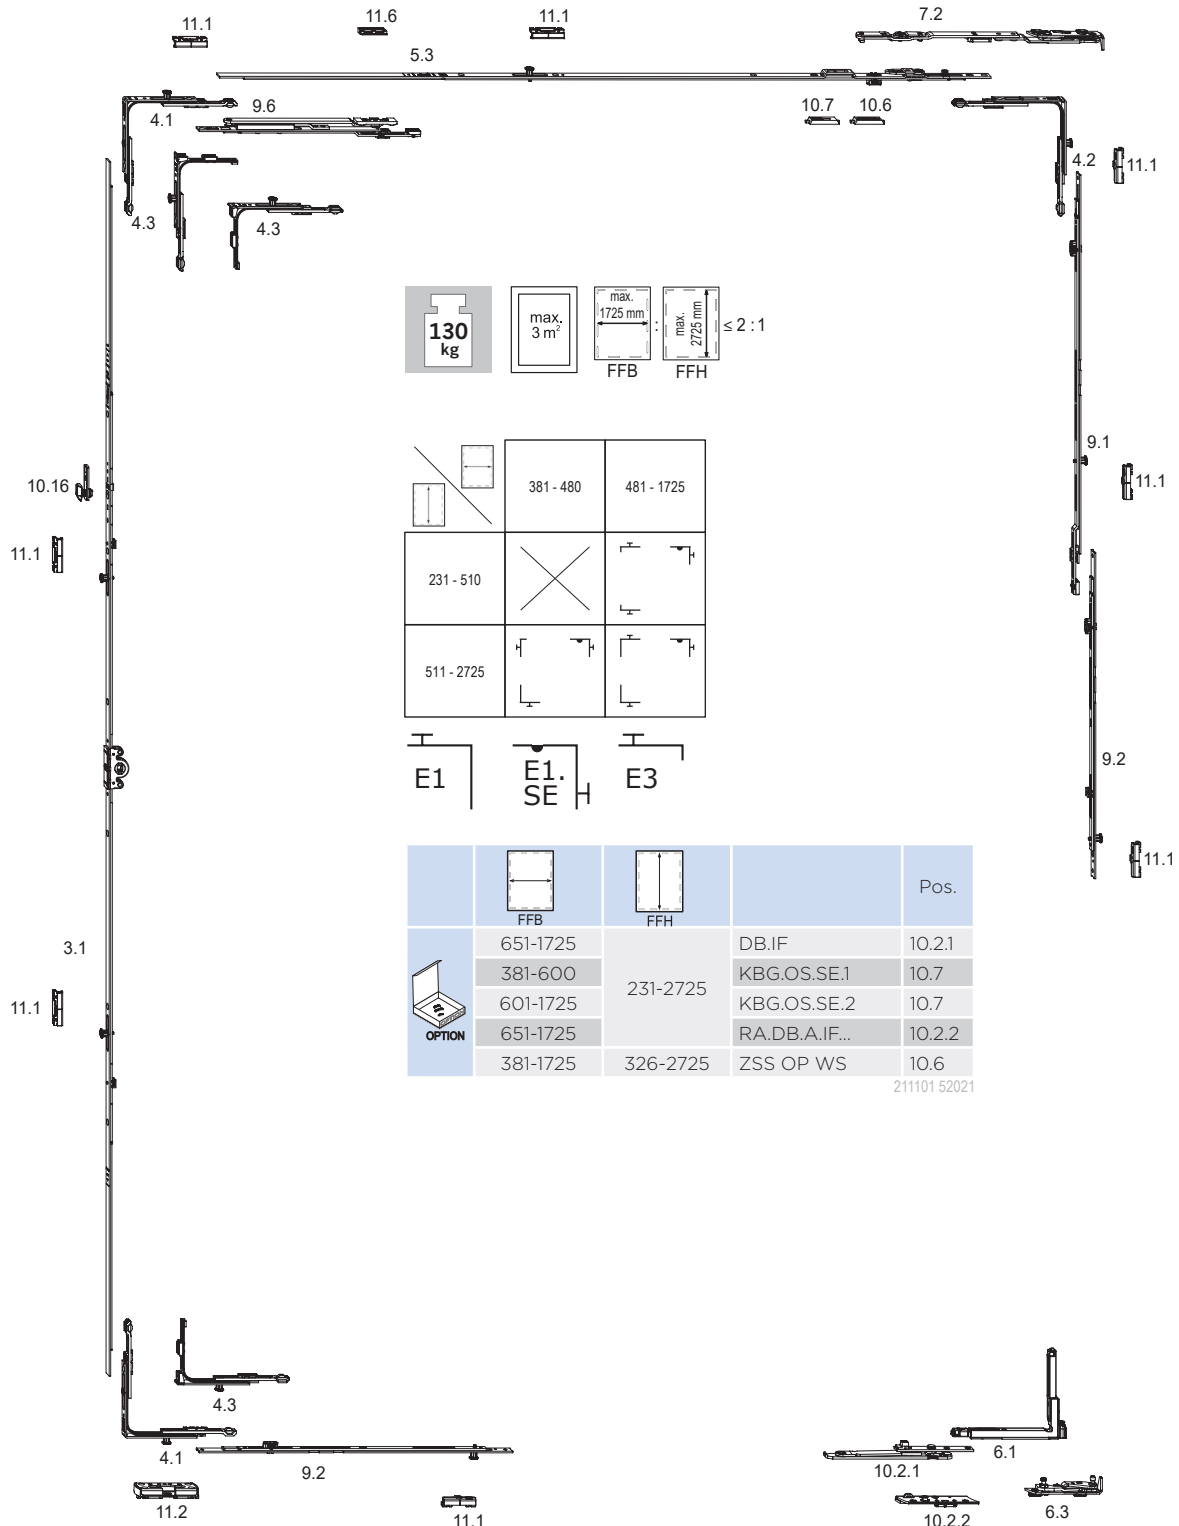 11.1
11.6
11.1
7.2
5.3
4.1
9.6
10.7
10.6
4.2
11.1
4.3
4.3
130
kg
max.
3 m²
max.
1725 mm
:
max.
2725 mm
≤ 2 : 1
FFB
FFH
9.1
11.1
10.16
11.1
381 - 480
481 - 1725
231 - 510
511 - 2725
E1
E1.
SE
E3
9.2
11.1
FFB
FFH
Pos.
651-1725
DB.IF
10.2.1
381-600
231-2725
KBG.OS.SE.1
10.7
601-1725
KBG.OS.SE.2
10.7
651-1725
RA.DB.A.IF...
10.2.2
381-1725
326-2725
ZSS OP WS
10.6
OPTION
211101 52021
3.1
11.1
4.3
4.1
9.2
10.2.1
6.1
11.2
11.1
10.2.2
6.3